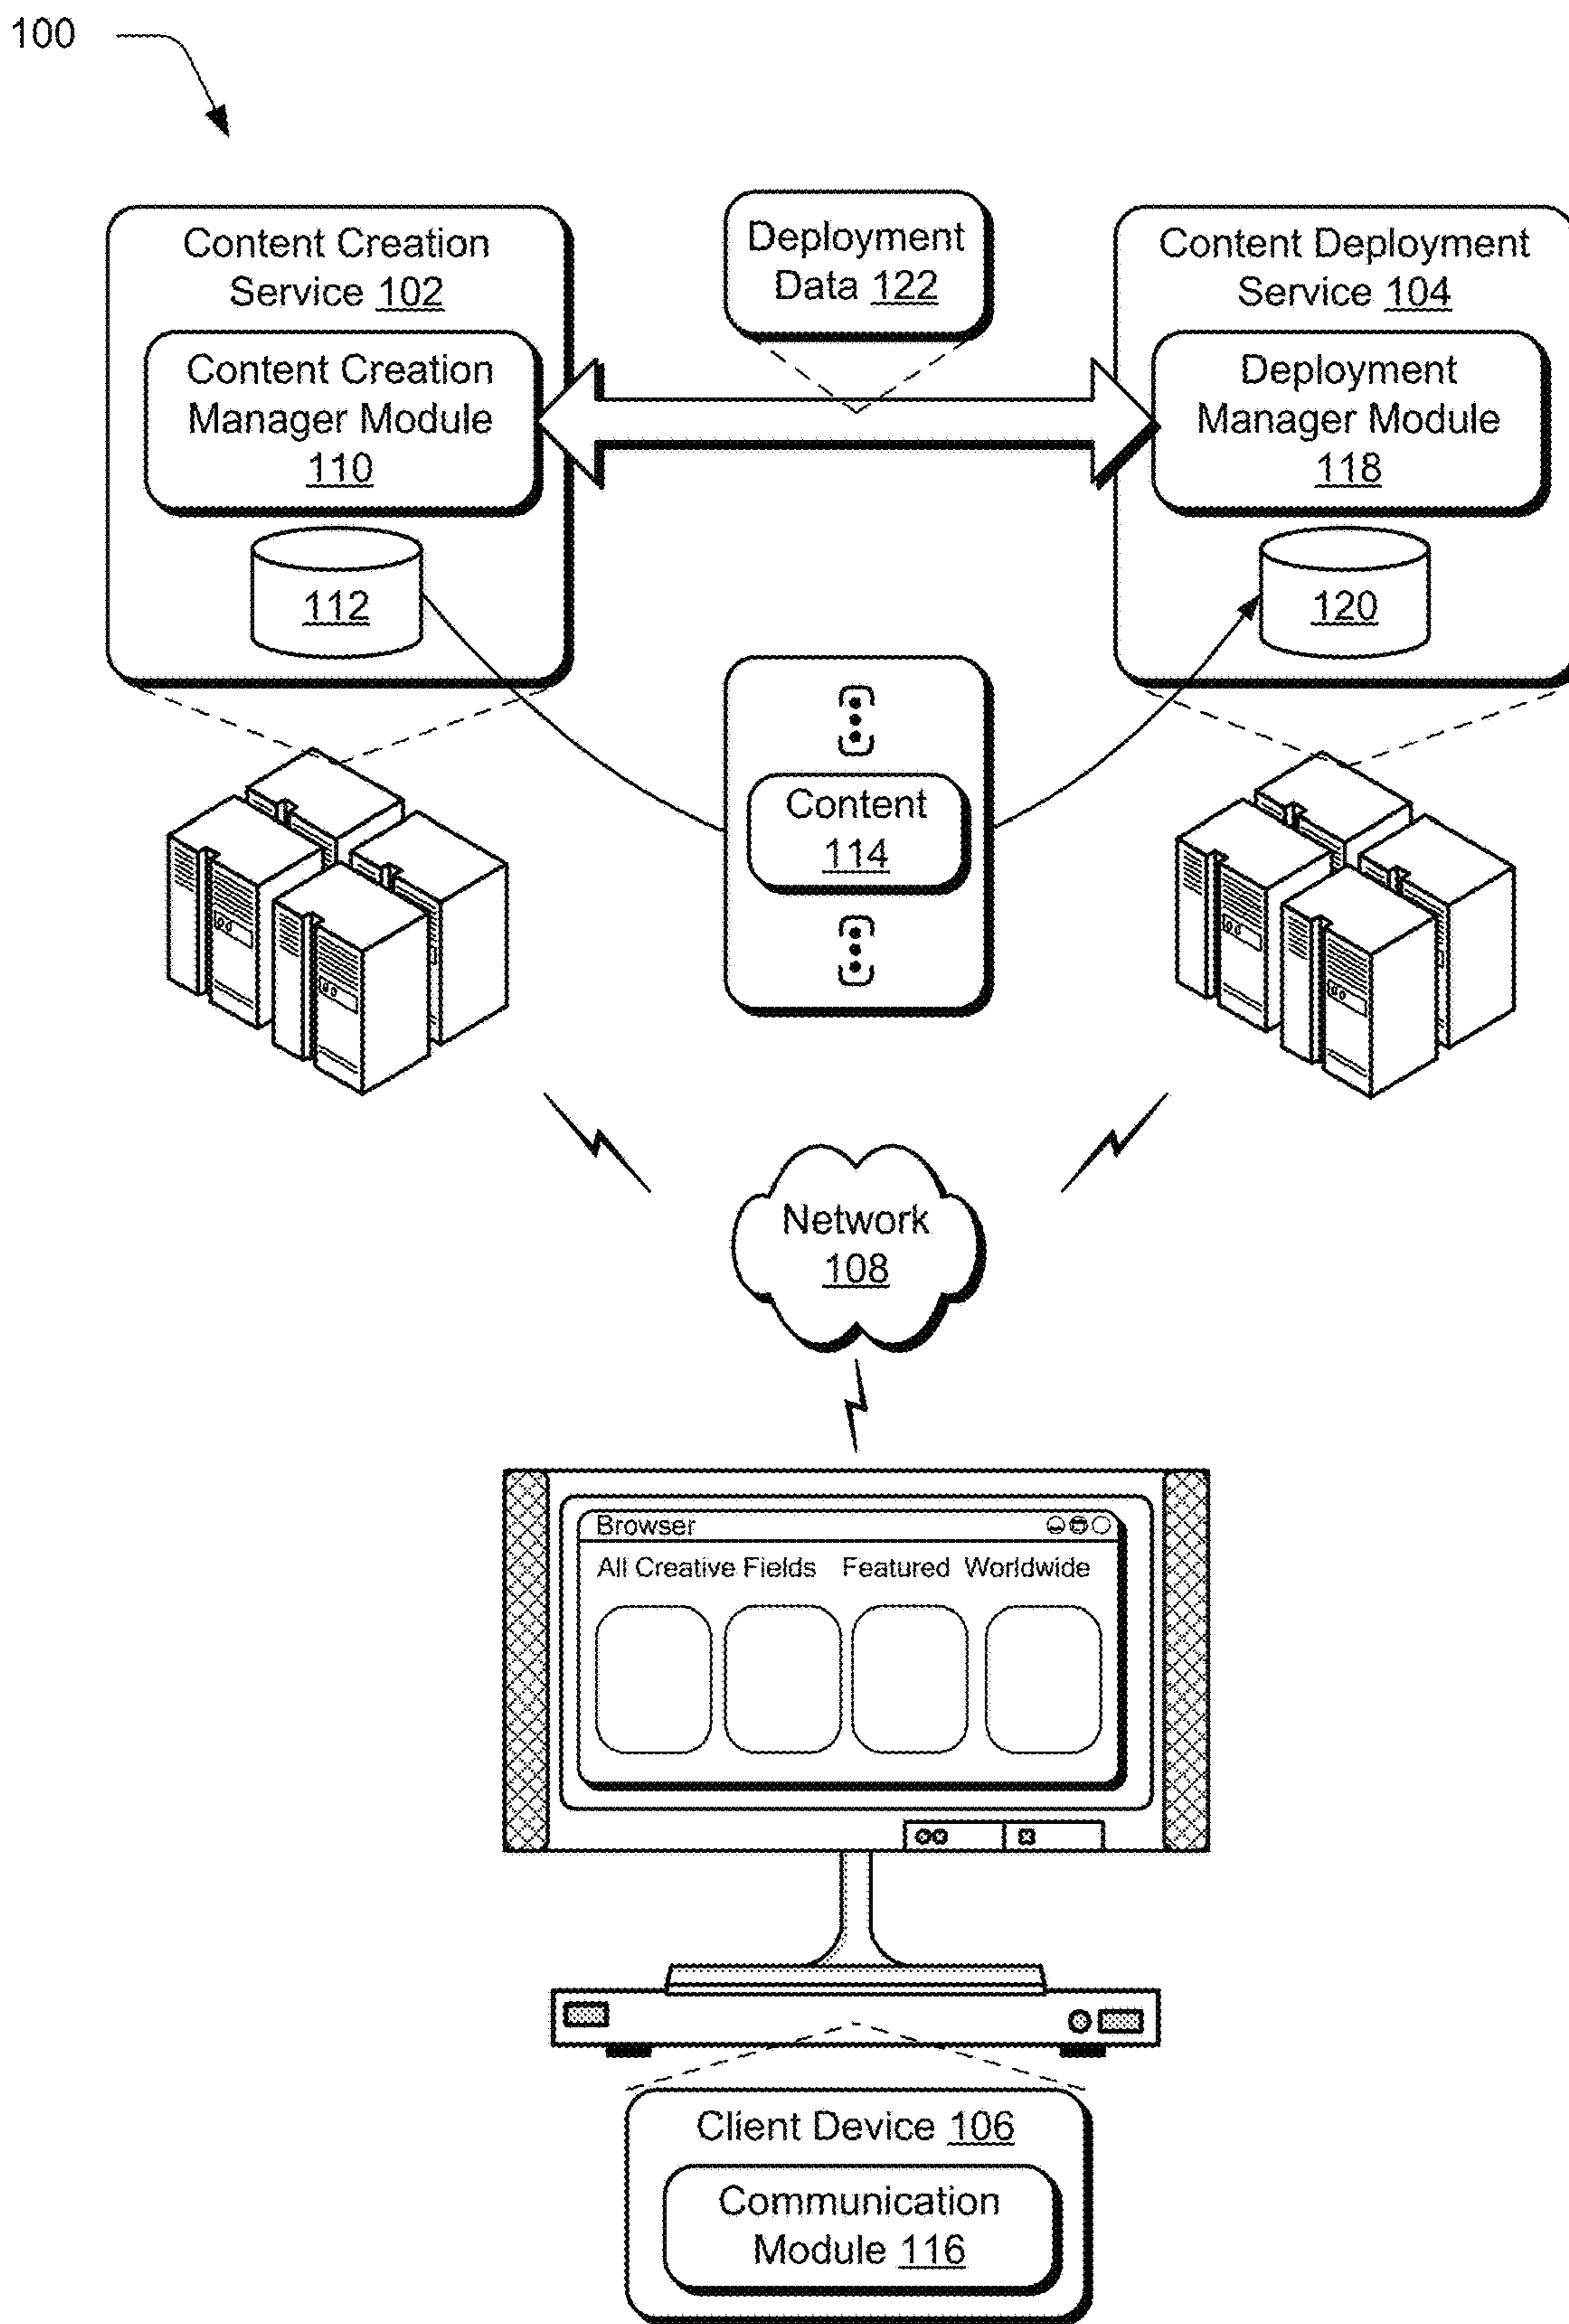 100
Content Creation
Service 102
Content Creation
Manager Module
110
112
Deployment
Data 122
Content Deployment
Service 104
Deployment
Manager Module
118
120
Content
114
Network
108
Browser
All Creative Fields Featured Worldwide
Client Device 106
Communication
Module 116